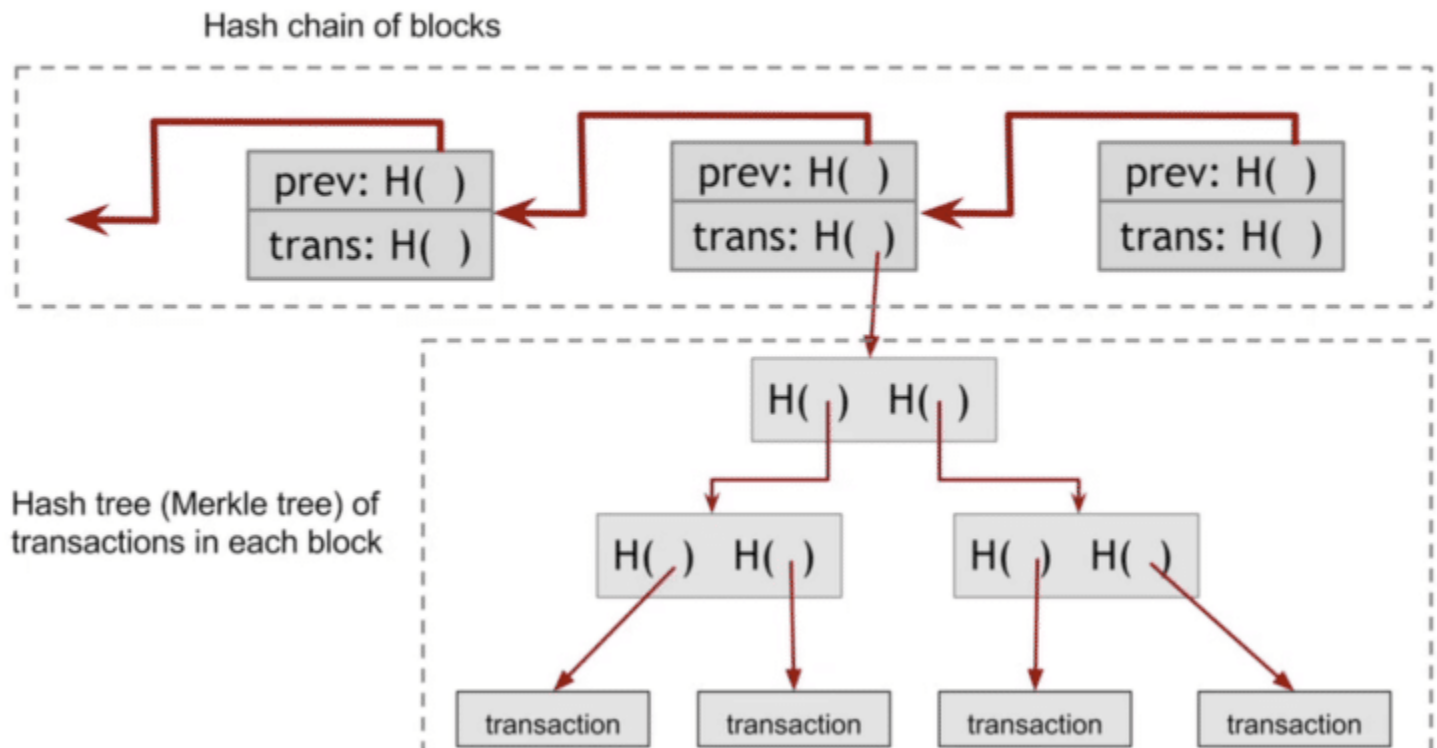 Hash chain of blocks
prev: H( )
trans: H( )
prev: H( )
trans: H( )
prev: H( )
trans: H( )
H( ) H( )
Hash tree (Merkle tree) of
transactions in each block
H( ) H( )
H( ) H( )
transaction
transaction
transaction
transaction